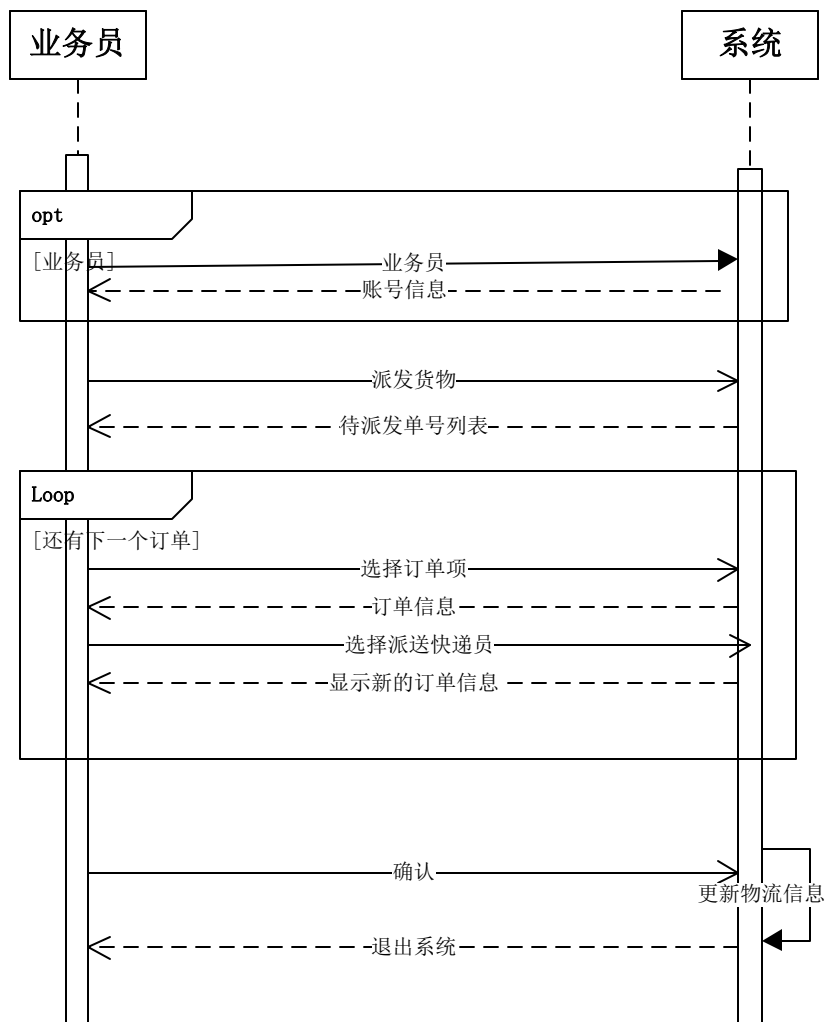 业务员
系统
opt
[业务员]
业务员
账号信息
派发货物
待派发单号列表
Loop
[还有下一个订单]
选择订单项
订单信息
选择派送快递员
显示新的订单信息
确认
更新物流信息
退出系统